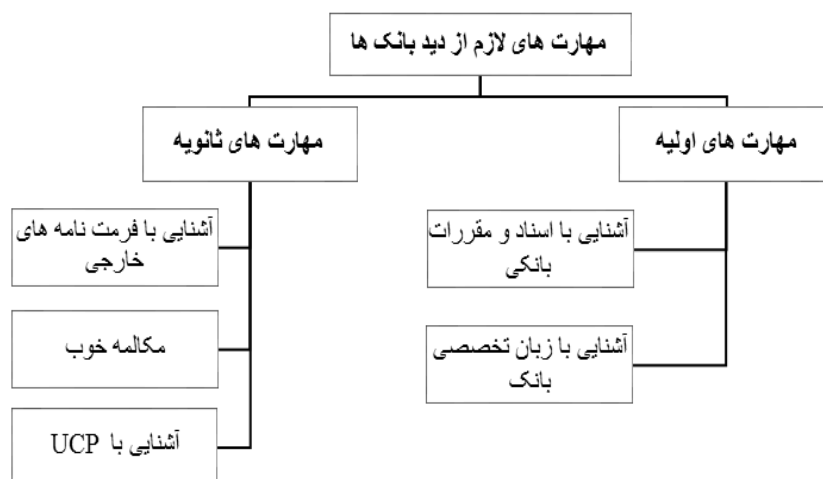 مهارت های لازم از دید بانک ها
مهارت های اولیه
آشنایی با اسناد و مقررات
بانکی
آشنایی با زبان تخصصی
بانک
مهارت های ثانویه
آشنایی با فرمت نامه های
خارجی
مکالمه خوب
آشنایی با UCP